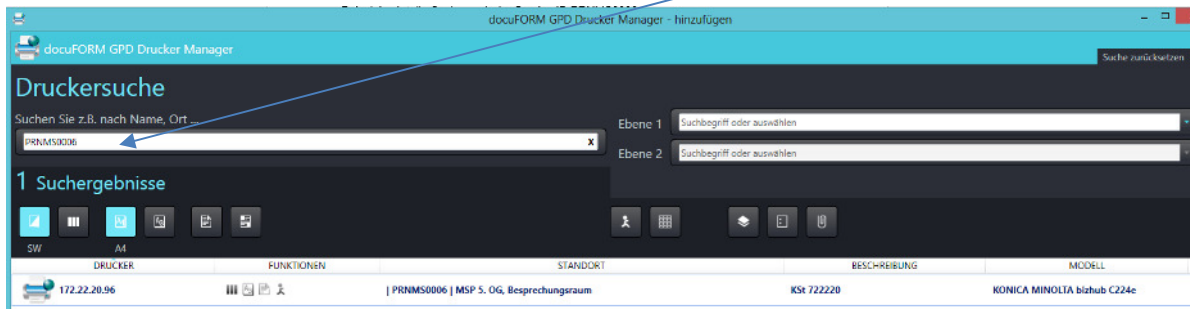 docuFORM GPD Drucker Manager - hinzufügen
docuFORM GPD Drucker Manager
Suche zurücksetzen
Druckersuche
Suchen Sie z.B. nach Name, Ort ...
PRNMS0006 x
Ebene 1 Suchbegriff oder auswählen
Ebene 2 Suchbegriff oder auswählen
1 Suchergebnisse
SW A4
DRUCKER FUNKTIONEN STANDORT BESCHREIBUNG MODELL
172.22.20.96 | PRNMS0006 | MSP 5. OG, Besprechungsraum KSt 722220 KONICA MINOLTA bizhub C224e